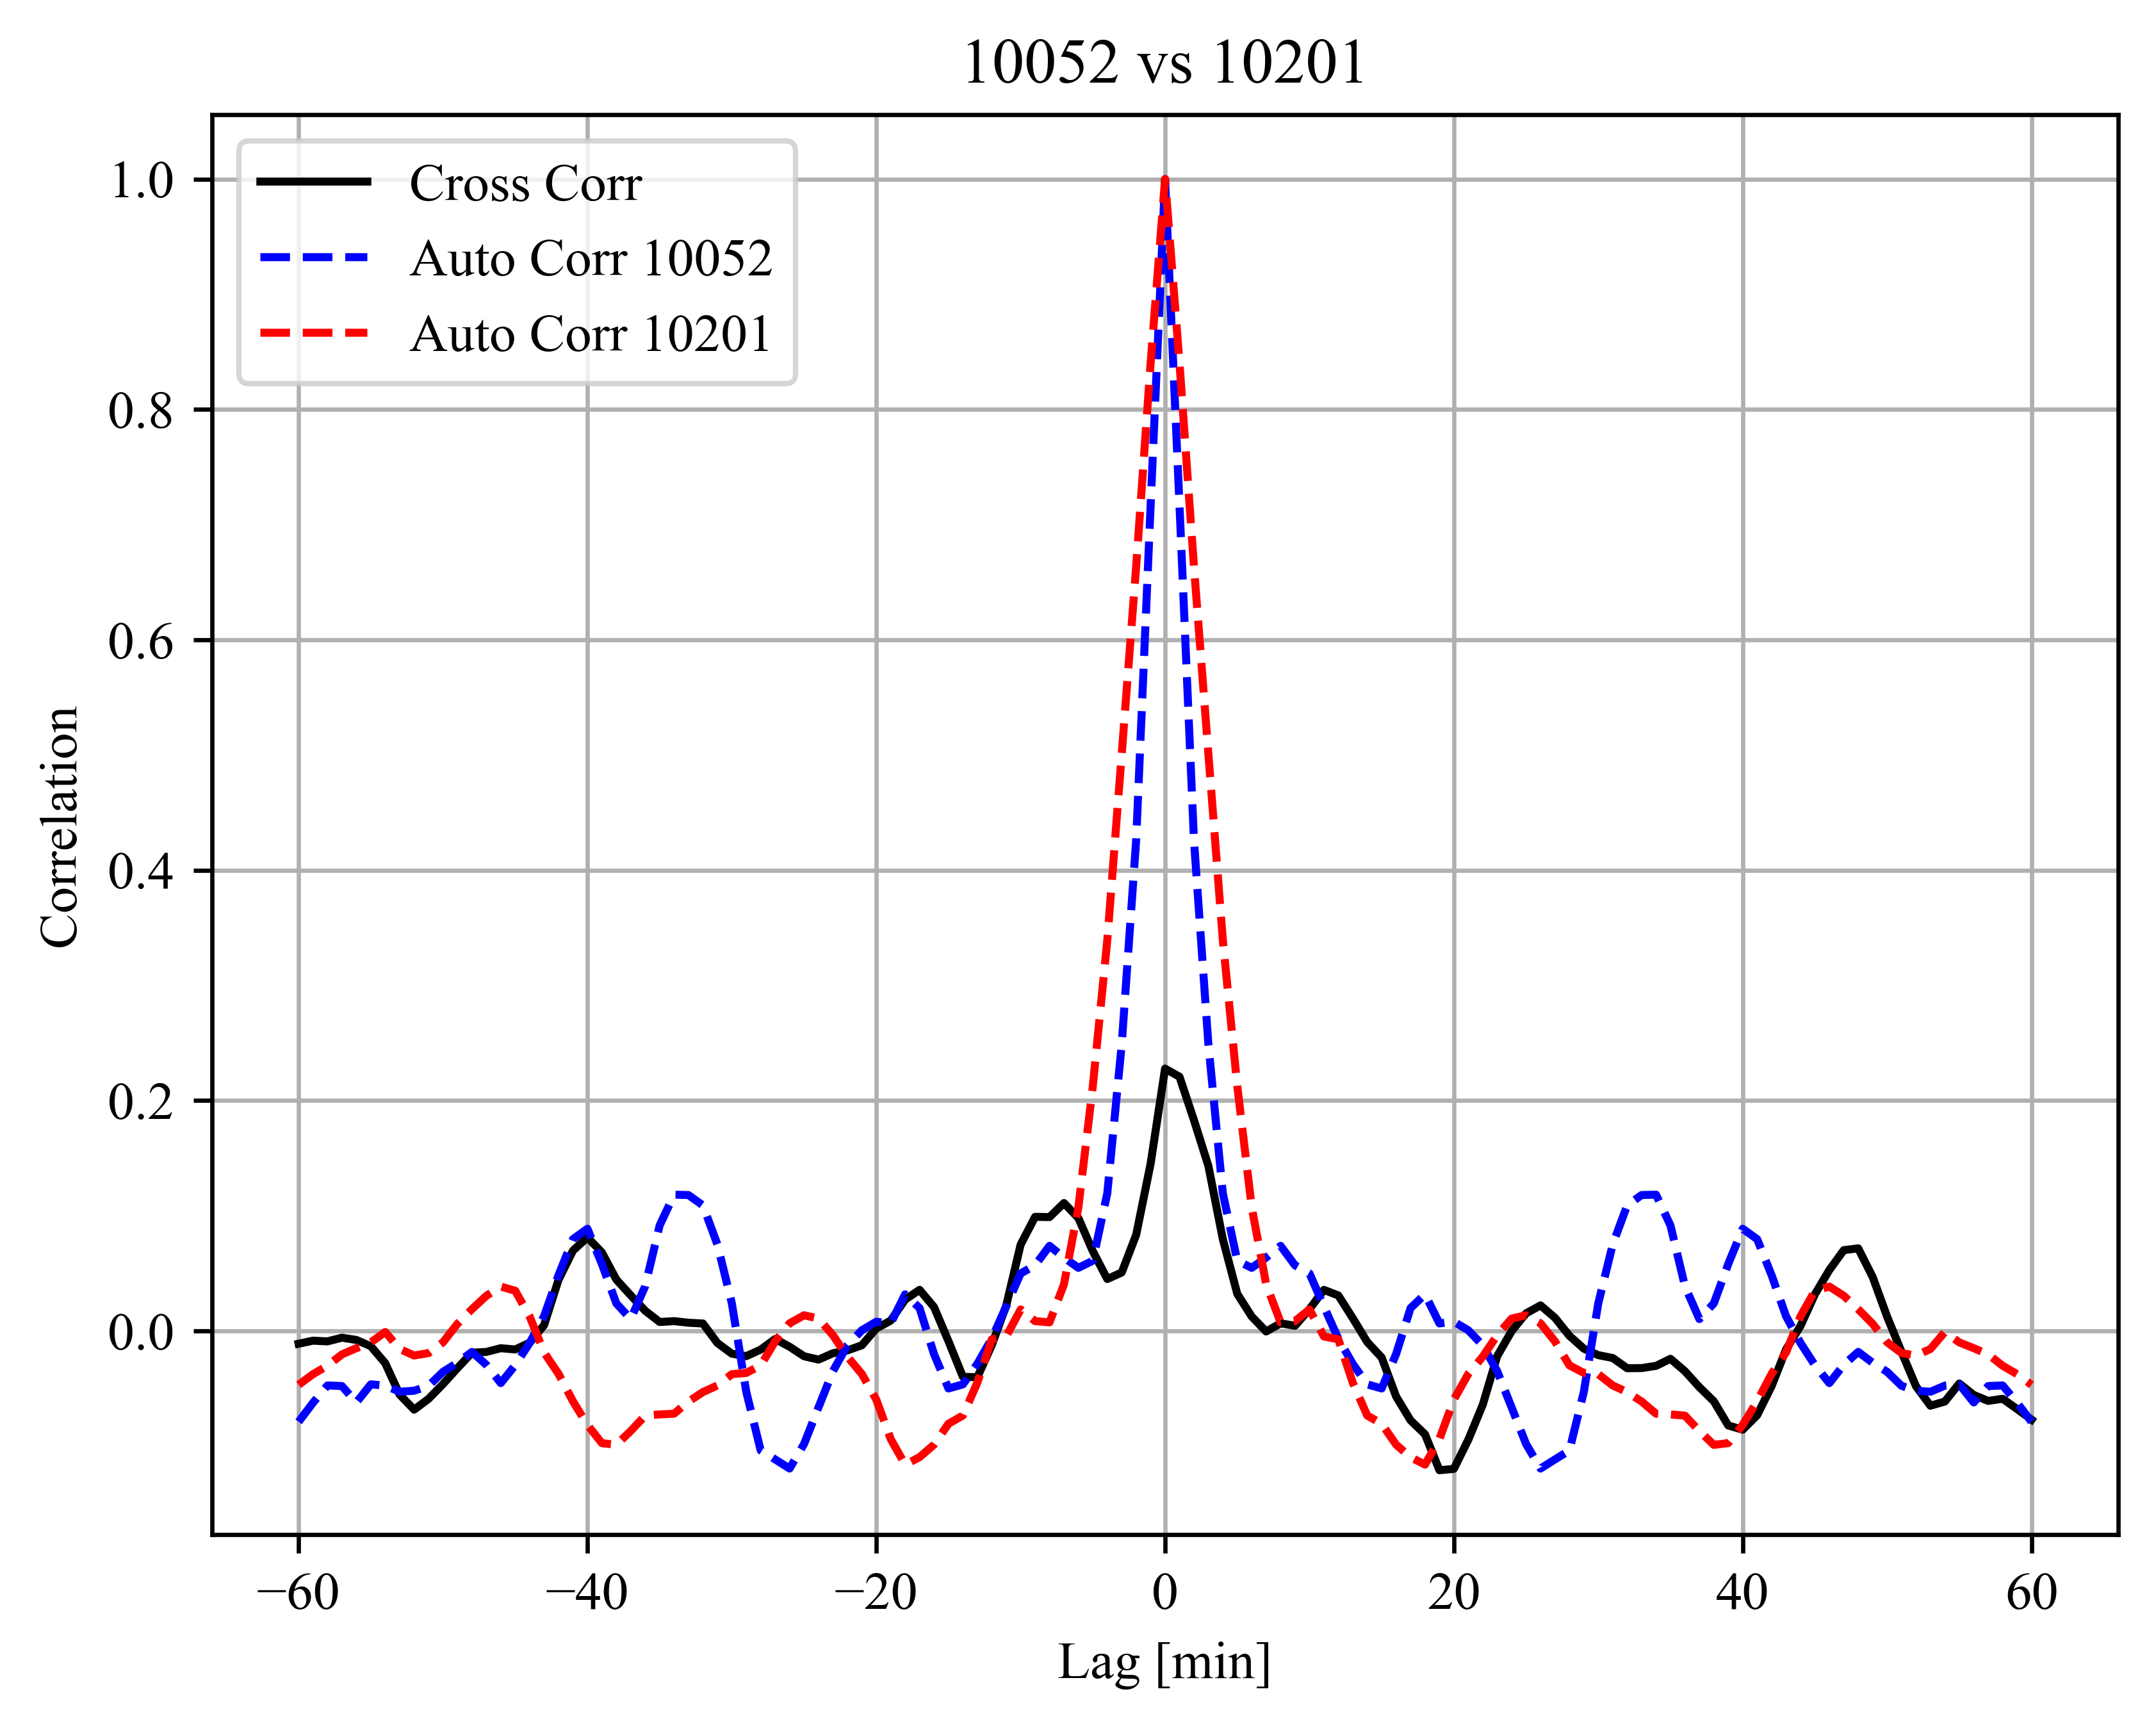 10052 vs 10201
Cross Corr
Auto Corr 10052
Auto Corr 10201
1.0
0.8
0.6
0.4
0.2
0.0
Correlation
−60 −40 −20 0 20 40 60
Lag [min]